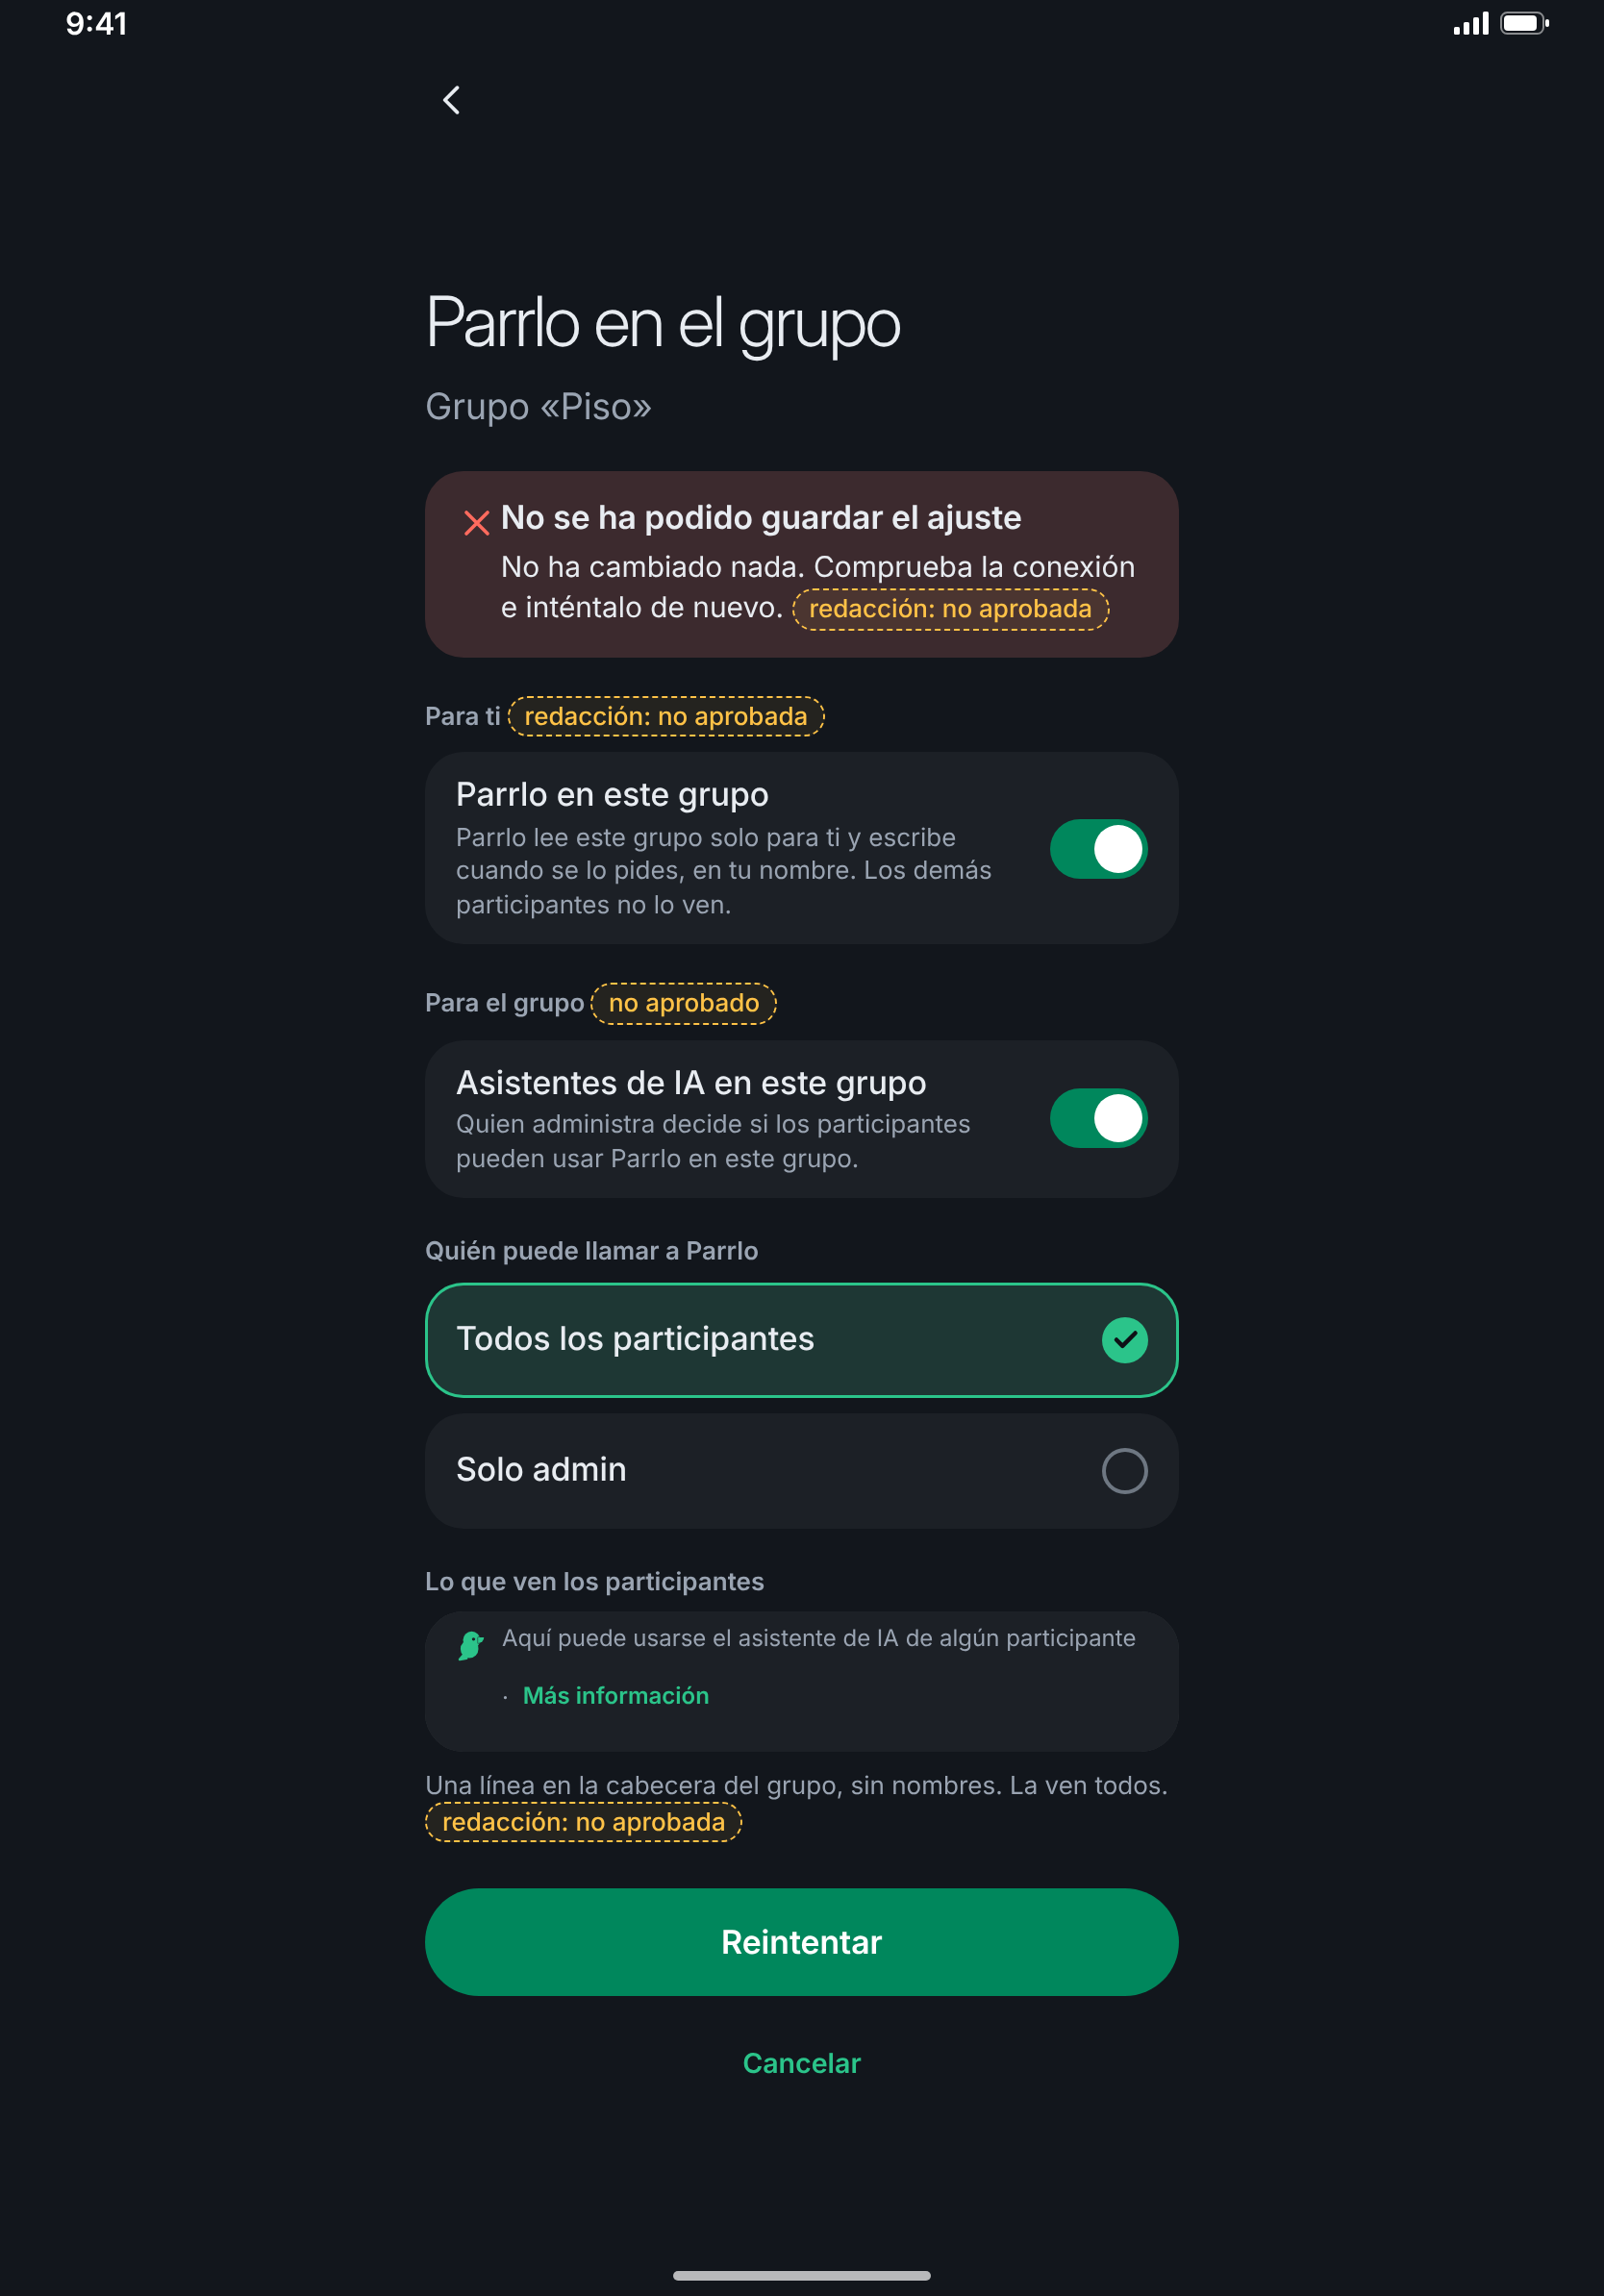 9:41
Parrlo en el grupo
Grupo «Piso»
No se ha podido guardar el ajuste
No ha cambiado nada. Comprueba la conexión
e inténtalo de nuevo. redacción: no aprobada
Para ti redacción: no aprobada
Parrlo en este grupo
Parrlo lee este grupo solo para ti y escribe
cuando se lo pides, en tu nombre. Los demás
participantes no lo ven.
Para el grupo no aprobado
Asistentes de IA en este grupo
Quien administra decide si los participantes
pueden usar Parrlo en este grupo.
Quién puede llamar a Parrlo
Todos los participantes
Solo admin
Lo que ven los participantes
Aquí puede usarse el asistente de IA de algún participante
· Más información
Una línea en la cabecera del grupo, sin nombres. La ven todos.
redacción: no aprobada
Reintentar
Cancelar